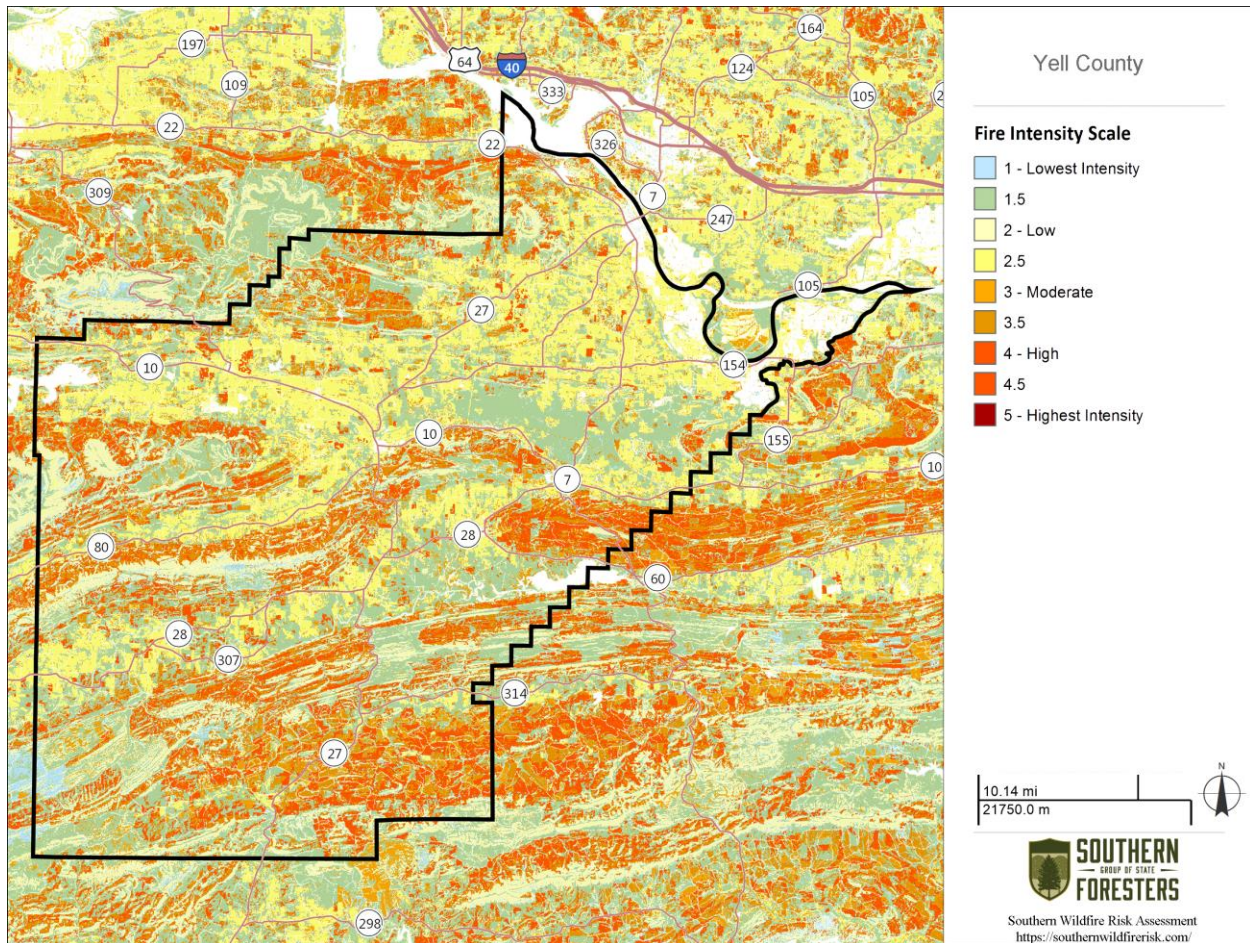 197
64
40
164
124
109
333
105
22
22
326
309
7
247
105
27
10
154
10
155
10
7
28
80
60
28
307
314
27
298
Yell County
Fire Intensity Scale
1 - Lowest Intensity
1.5
2 - Low
2.5
3 - Moderate
3.5
4 - High
4.5
5 - Highest Intensity
10.14 mi
21750.0 m
N
SOUTHERN
GROUP OF STATE
FORESTERS
Southern Wildfire Risk Assessment
https://southernwildfirerisk.com/